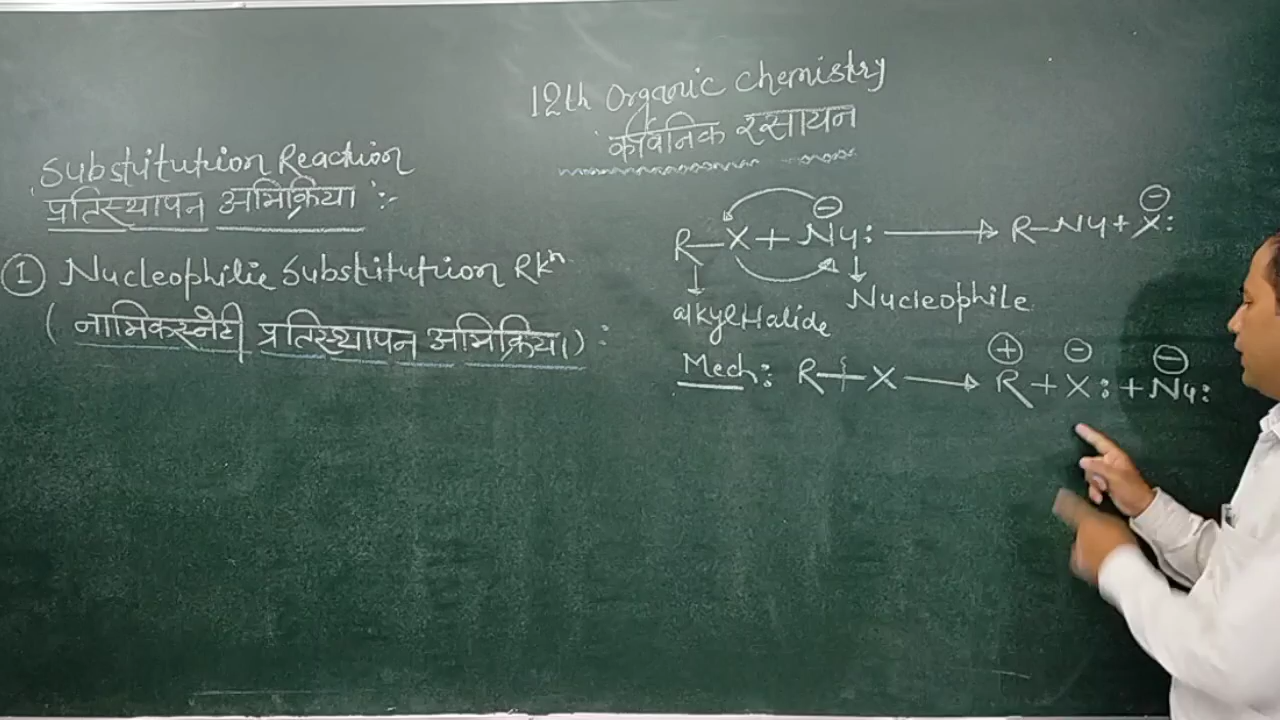 12th Organic Chemistry
कार्बनिक रसायन
Substitution Reaction
प्रतिस्थापन अभिक्रिया :-
① Nucleophilic Substitution Rkⁿ
( नाभिकस्नेही प्रतिस्थापन अभिक्रिया ) :
⊖ ⊖
R—X + Nu: → R—Nu + X:
↓ ↓
alkyl Halide Nucleophile
⊕ ⊖ ⊖
Mech: R—X → R + X: + Nu: